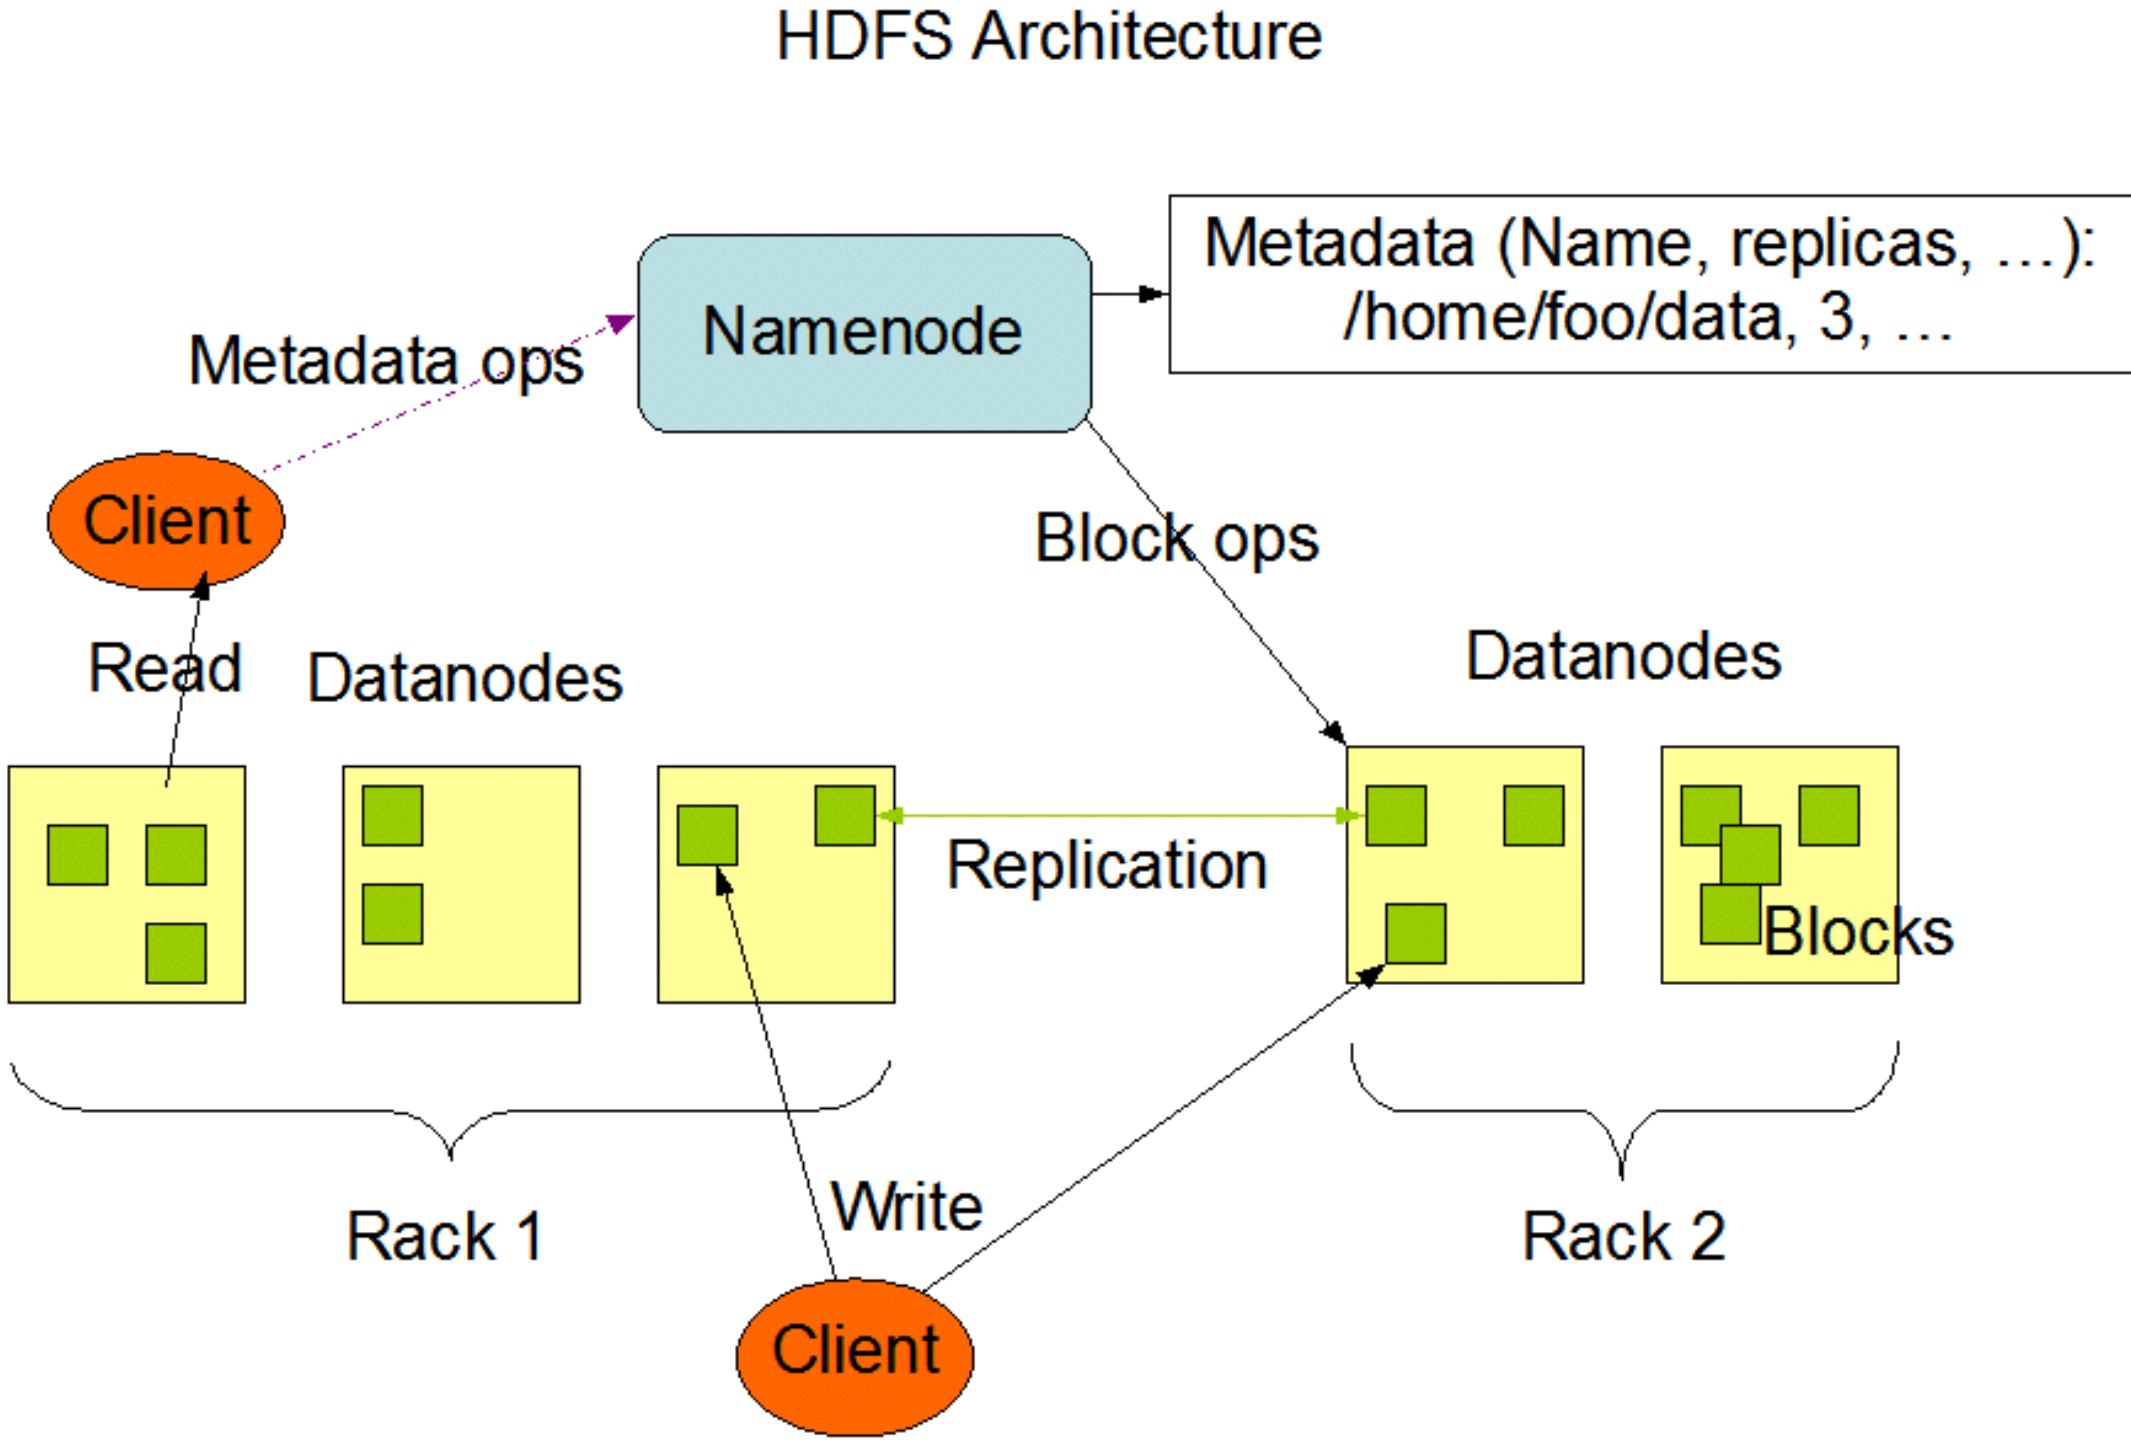 HDFS Architecture
Metadata (Name, replicas, ...):
/home/foo/data, 3, ...
Namenode
Metadata ops
Client
Block ops
Read
Datanodes
Datanodes
Replication
Blocks
Rack 1
Write
Rack 2
Client